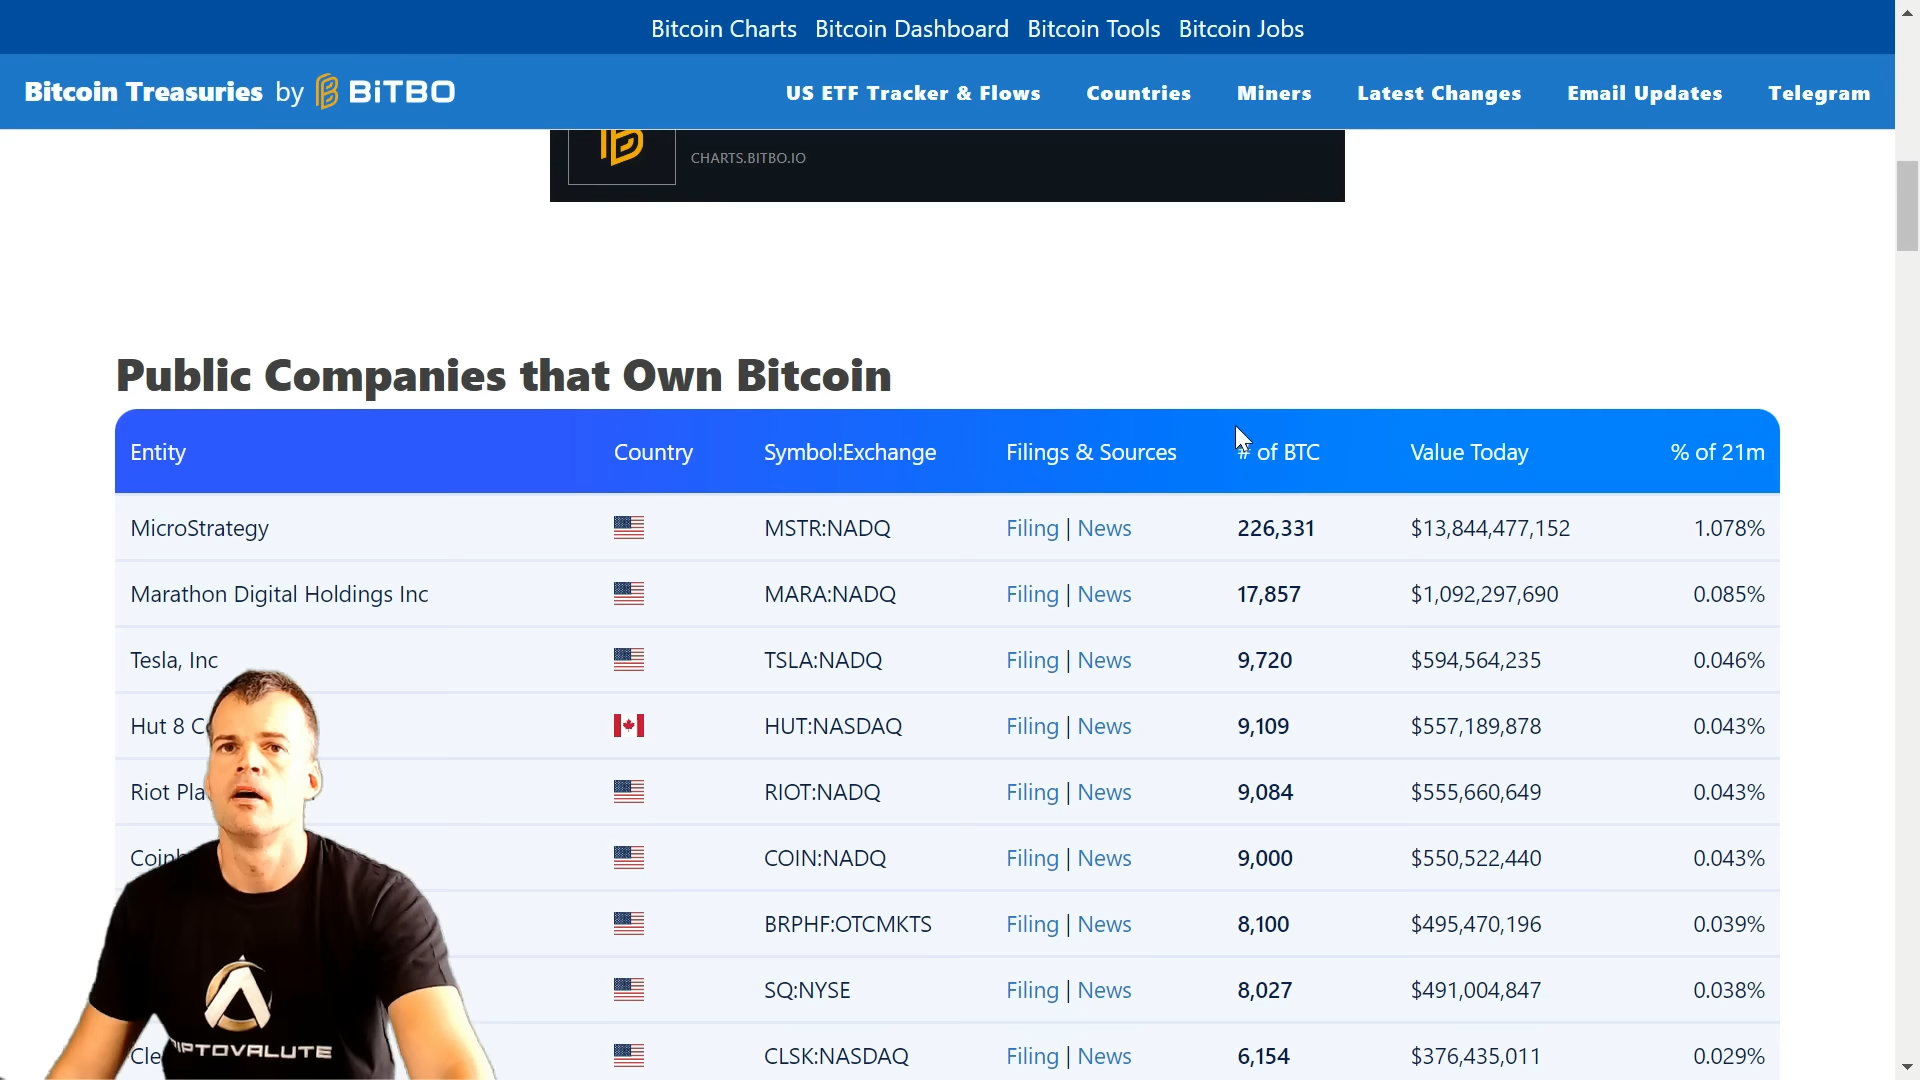 Bitcoin Charts Bitcoin Dashboard Bitcoin Tools Bitcoin Jobs
Bitcoin Treasuries by BiTBO US ETF Tracker & Flows Countries Miners Latest Changes Email Updates Telegram
CHARTS.BITBO.IO
Public Companies that Own Bitcoin
Entity Country Symbol:Exchange Filings & Sources # of BTC Value Today % of 21m
MicroStrategy MSTR:NADQ Filing | News 226,331 $13,844,477,152 1.078%
Marathon Digital Holdings Inc MARA:NADQ Filing | News 17,857 $1,092,297,690 0.085%
Tesla, Inc TSLA:NADQ Filing | News 9,720 $594,564,235 0.046%
Hut 8 HUT:NASDAQ Filing | News 9,109 $557,189,878 0.043%
Riot RIOT:NADQ Filing | News 9,084 $555,660,649 0.043%
COIN:NADQ Filing | News 9,000 $550,522,440 0.043%
BRPHF:OTCMKTS Filing | News 8,100 $495,470,196 0.039%
SQ:NYSE Filing | News 8,027 $491,004,847 0.038%
CLSK:NASDAQ Filing | News 6,154 $376,435,011 0.029%